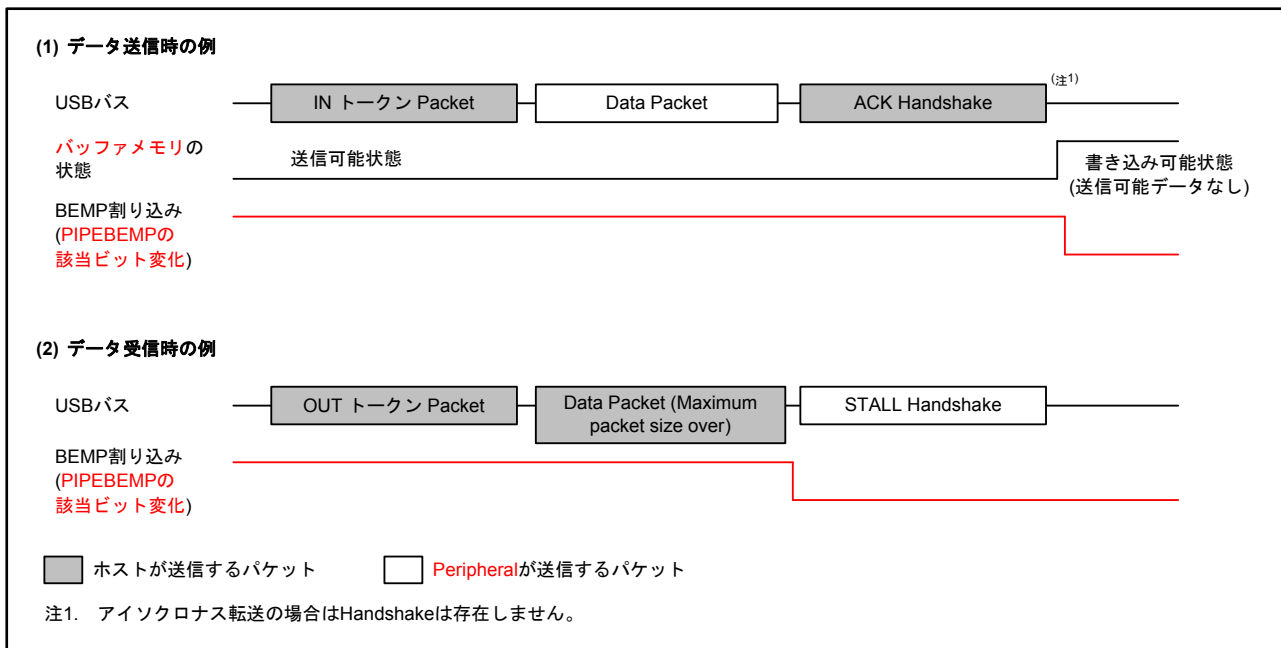 (1) データ送信時の例
USBバス
IN トークン Packet
Data Packet
ACK Handshake
(注1)
バッファメモリの
状態
送信可能状態
書き込み可能状態
(送信可能データなし)
BEMP割り込み
(PIPEBEMPの
該当ビット変化)
(2) データ受信時の例
USBバス
OUT トークン Packet
Data Packet (Maximum
packet size over)
STALL Handshake
BEMP割り込み
(PIPEBEMPの
該当ビット変化)
ホストが送信するパケット
Peripheralが送信するパケット
注1. アイソクロナス転送の場合はHandshakeは存在しません。